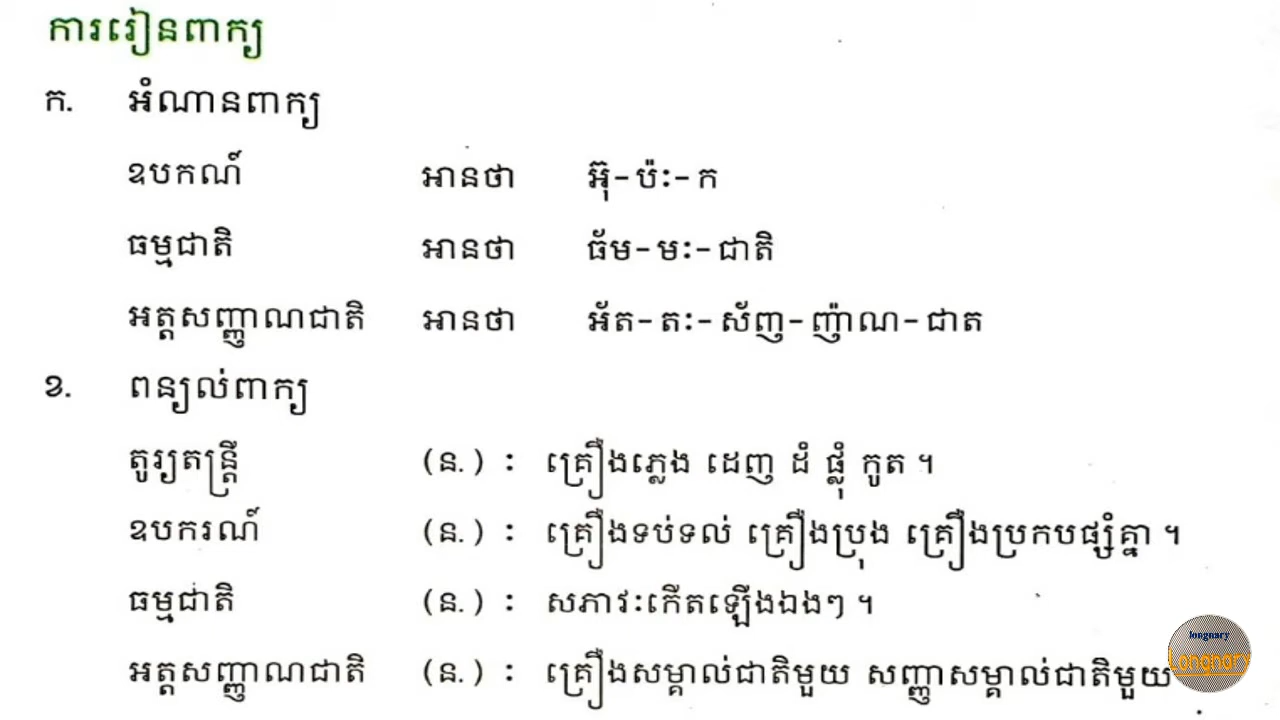 ការរៀនពាក្យ
ក. អំណានពាក្យ
ឧបកណ៍ អានថា អ៊ុ-ប៉ះ-ក
ធម្មជាតិ អានថា ធ័ម-មះ-ជាតិ
អត្តសញ្ញាណជាតិ អានថា អ័ត-តះ-ស័ញ-ញ៉ាណ-ជាត
ខ. ពន្យល់ពាក្យ
តូរ្យតន្ត្រី (ន.) : គ្រឿងភ្លេង ដេញ ដំ ផ្លុំ កូត ។
ឧបករណ៍ (ន.) : គ្រឿងទប់ទល់ គ្រឿងប្រុង គ្រឿងប្រកបផ្សំគ្នា ។
ធម្មជាតិ (ន.) : សភាវៈកើតឡើងឯងៗ ។
អត្តសញ្ញាណជាតិ (ន.) : គ្រឿងសម្គាល់ជាតិមួយ សញ្ញាសម្គាល់ជាតិមួយ
longnary
Longnary